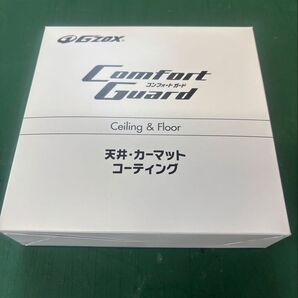 G'ZOX
Comfort
コンフォートガード
Guard
Ceiling & Floor
天井・カーマット
コーティング